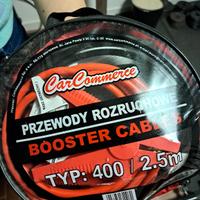 CarCommerce
PRZEWODY ROZRUCHOWE
BOOSTER CABLES
TYP: 400 / 2.5m